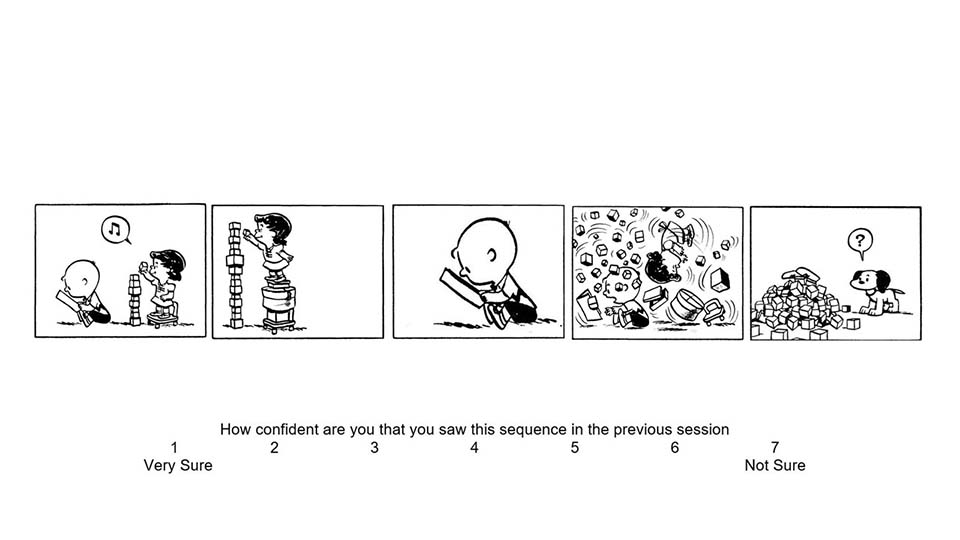 ?
How confident are you that you saw this sequence in the previous session
1 2 3 4 5 6 7
Very Sure Not Sure